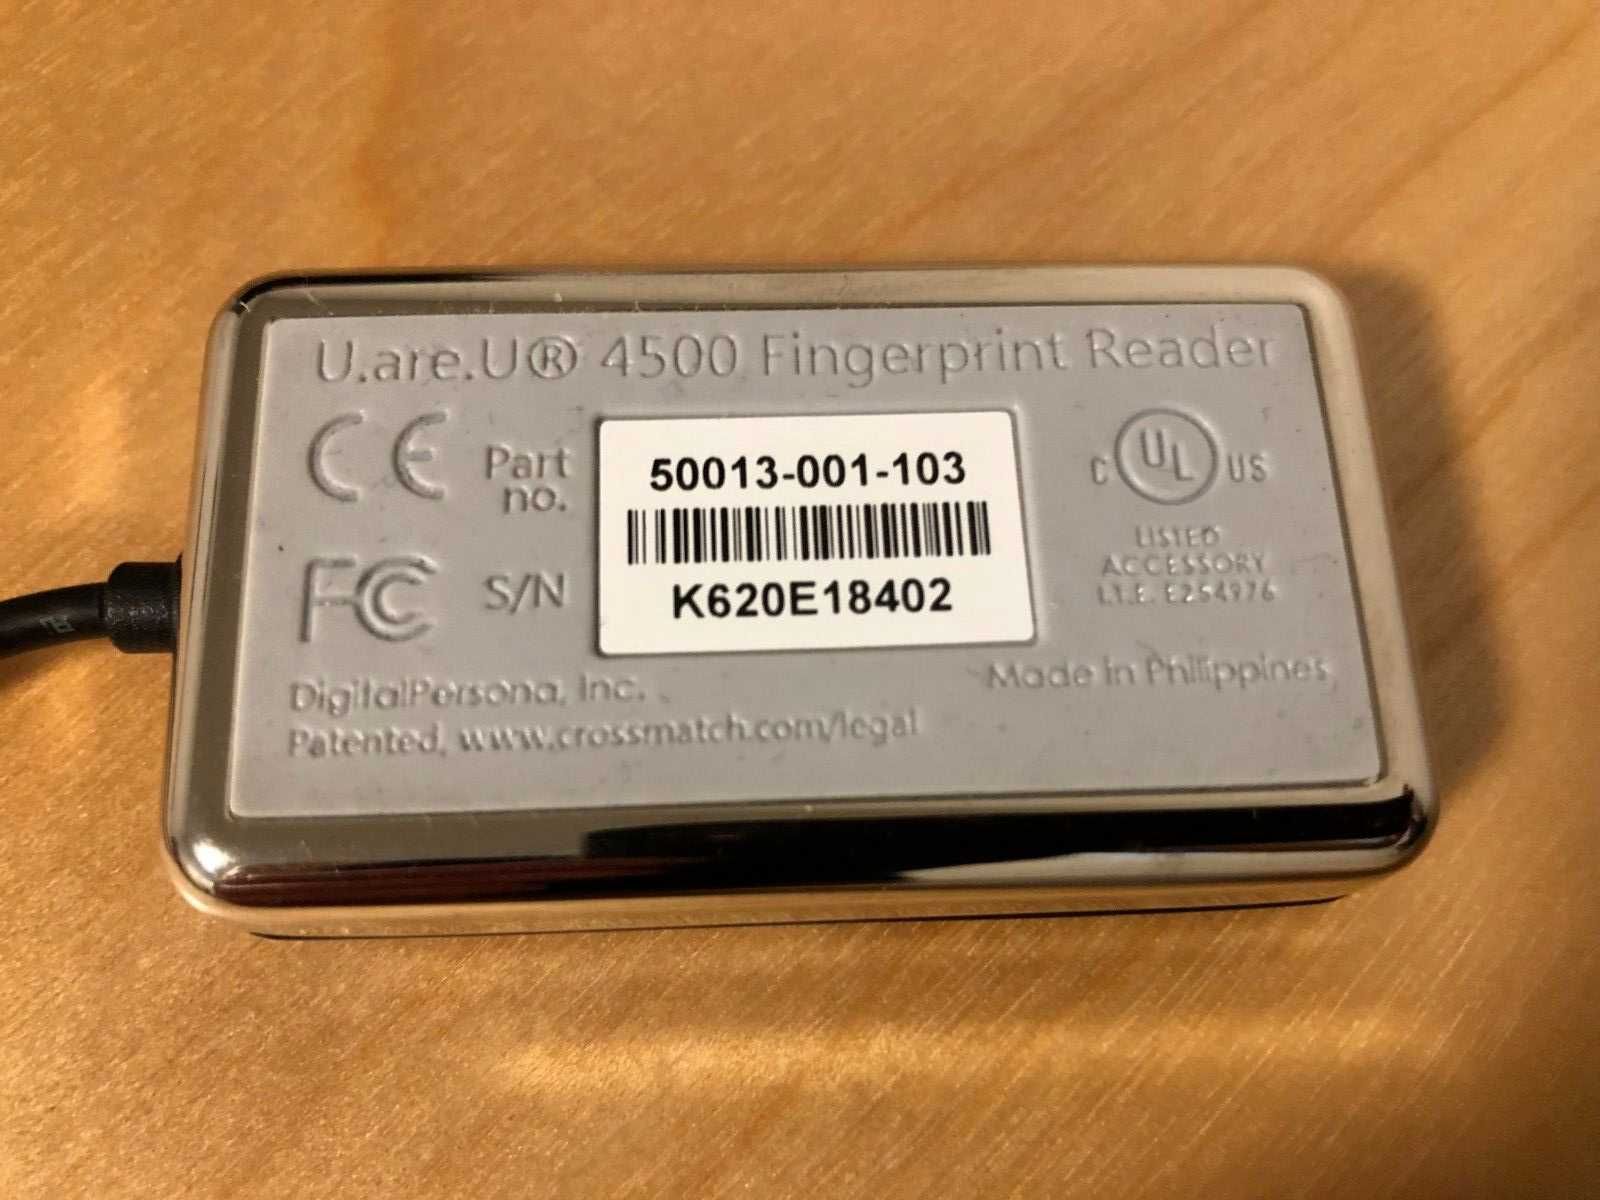 U.are.U® 4500 Fingerprint Reader
CE
Part no.
50013-001-103
C UL US
LISTED
ACCESSORY
I.T.E. E254976
FC
S/N
K620E18402
DigitalPersona, Inc.
Made in Philippines
Patented, www.crossmatch.com/legal